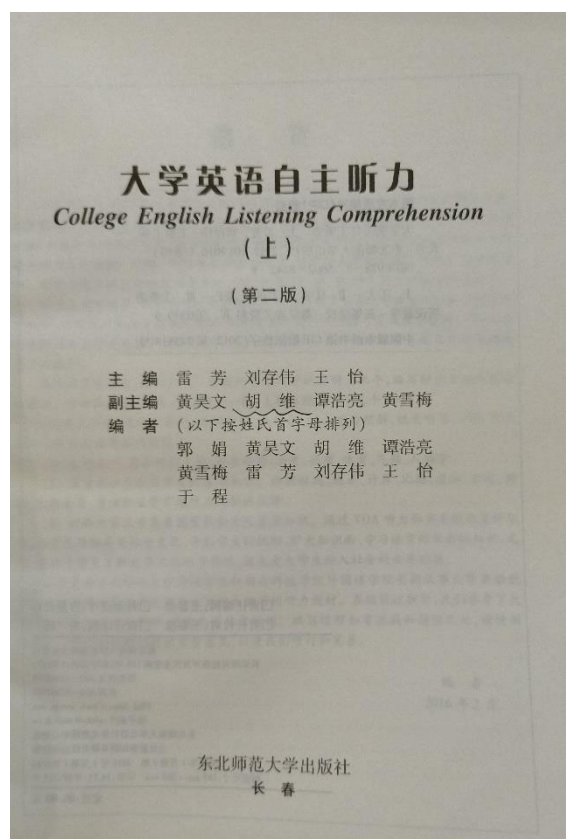 大学英语自主听力
College English Listening Comprehension
（上）
（第二版）
主 编 雷 芳 刘存伟 王 怡
副主编 黄吴文 胡 维 谭浩亮 黄雪梅
编 者 （以下按姓氏首字母排列）
郭 娟 黄吴文 胡 维 谭浩亮
黄雪梅 雷 芳 刘存伟 王 怡
于 程
东北师范大学出版社
长 春